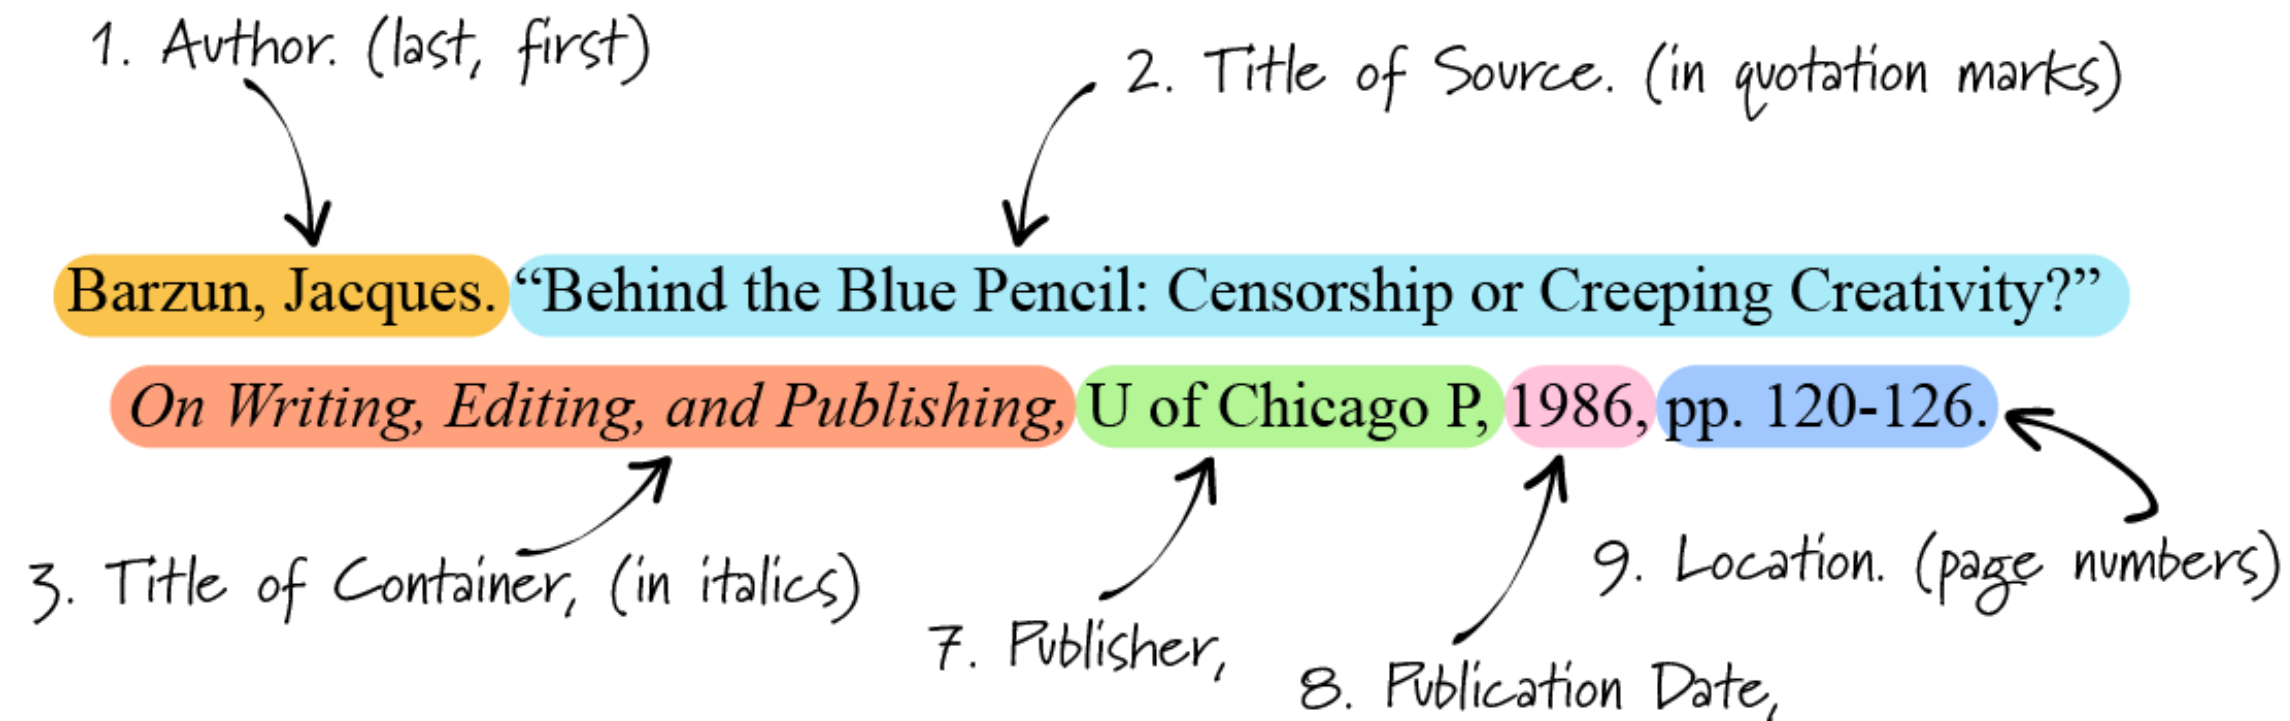 1. Author. (last, first)
2. Title of Source. (in quotation marks)
Barzun, Jacques. “Behind the Blue Pencil: Censorship or Creeping Creativity?”
On Writing, Editing, and Publishing, U of Chicago P, 1986, pp. 120-126.
3. Title of Container, (in italics)
7. Publisher,
8. Publication Date,
9. Location. (page numbers)